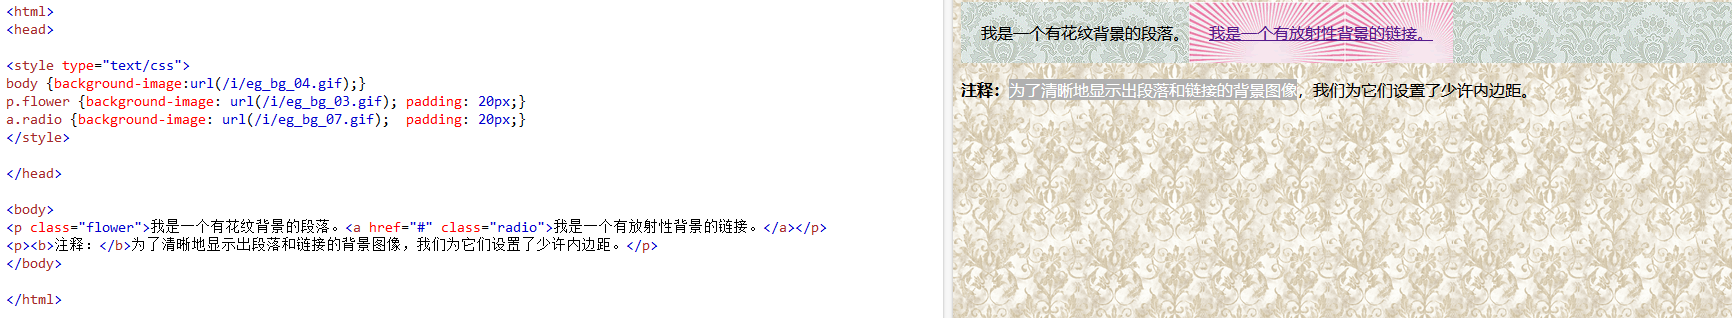 <html>
<head>
<style type="text/css">
body {background-image:url(/i/eg_bg_04.gif);}
p.flower {background-image: url(/i/eg_bg_03.gif); padding: 20px;}
a.radio {background-image: url(/i/eg_bg_07.gif);  padding: 20px;}
</style>
</head>
<body>
<p class="flower">我是一个有花纹背景的段落。<a href="#" class="radio">我是一个有放射性背景的链接。</a></p>
<p><b>注释：</b>为了清晰地显示出段落和链接的背景图像，我们为它们设置了少许内边距。</p>
</body>
</html>
我是一个有花纹背景的段落。 我是一个有放射性背景的链接。
注释：为了清晰地显示出段落和链接的背景图像，我们为它们设置了少许内边距。